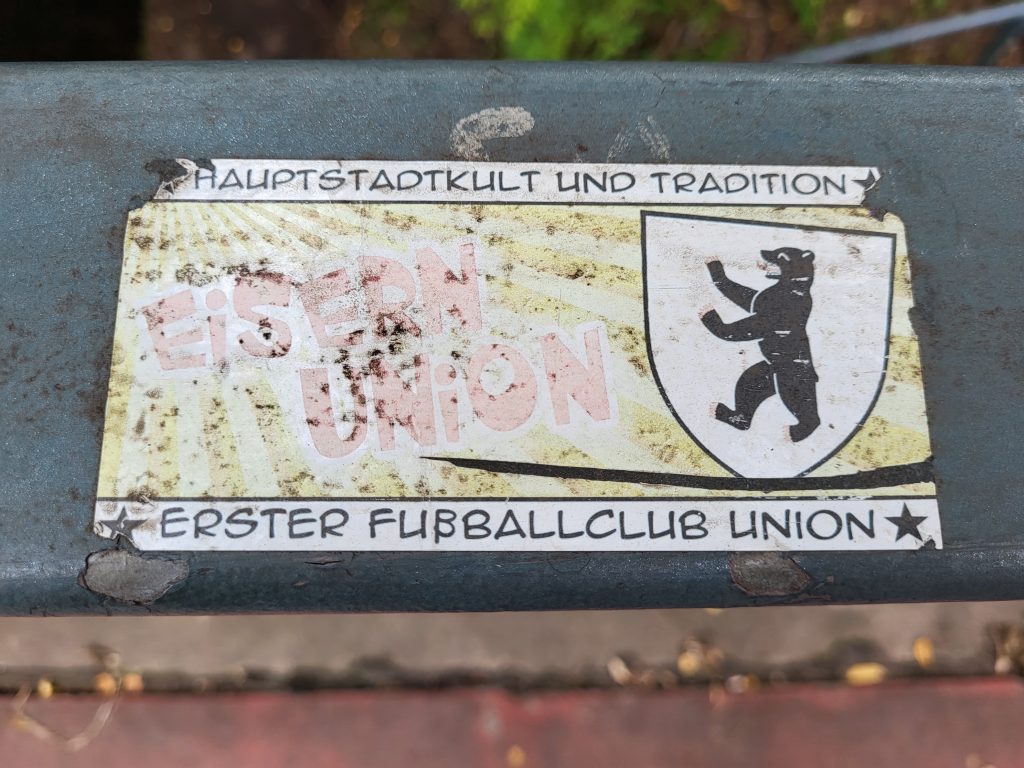 HAUPTSTADTKULT UND TRADITION
EiSERN
UNiON
ERSTER FUßBALLCLUB UNION